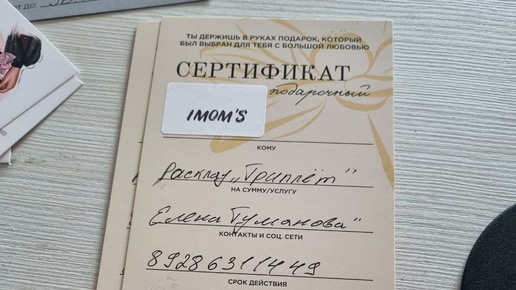 до:
ТЫ ДЕРЖИШЬ В РУКАХ ПОДАРОК, КОТОРЫЙ
БЫЛ ВЫБРАН ДЛЯ ТЕБЯ С БОЛЬШОЙ ЛЮБОВЬЮ
СЕРТИФИКАТ
подарочный
IMOM'S
КОМУ
Расклад „Триплет"
НА СУММУ/УСЛУГУ
Елена Туманова"
КОНТАКТЫ И СОЦ. СЕТИ
89286311449
СРОК ДЕЙСТВИЯ